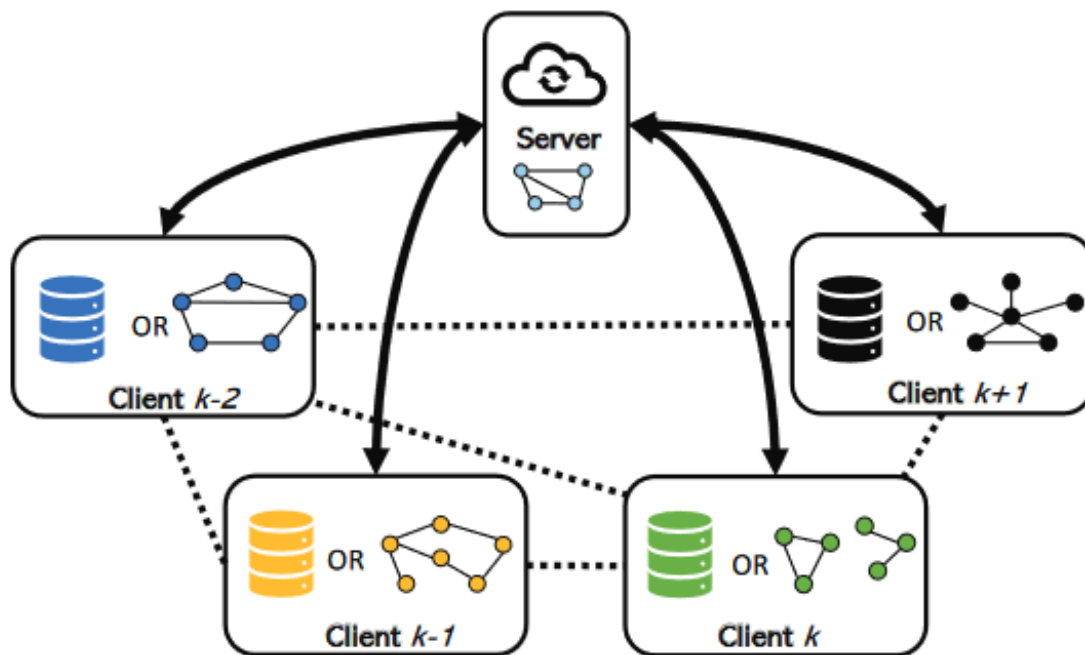 Server
OR
Client k-2
OR
Client k+1
OR
Client k-1
OR
Client k